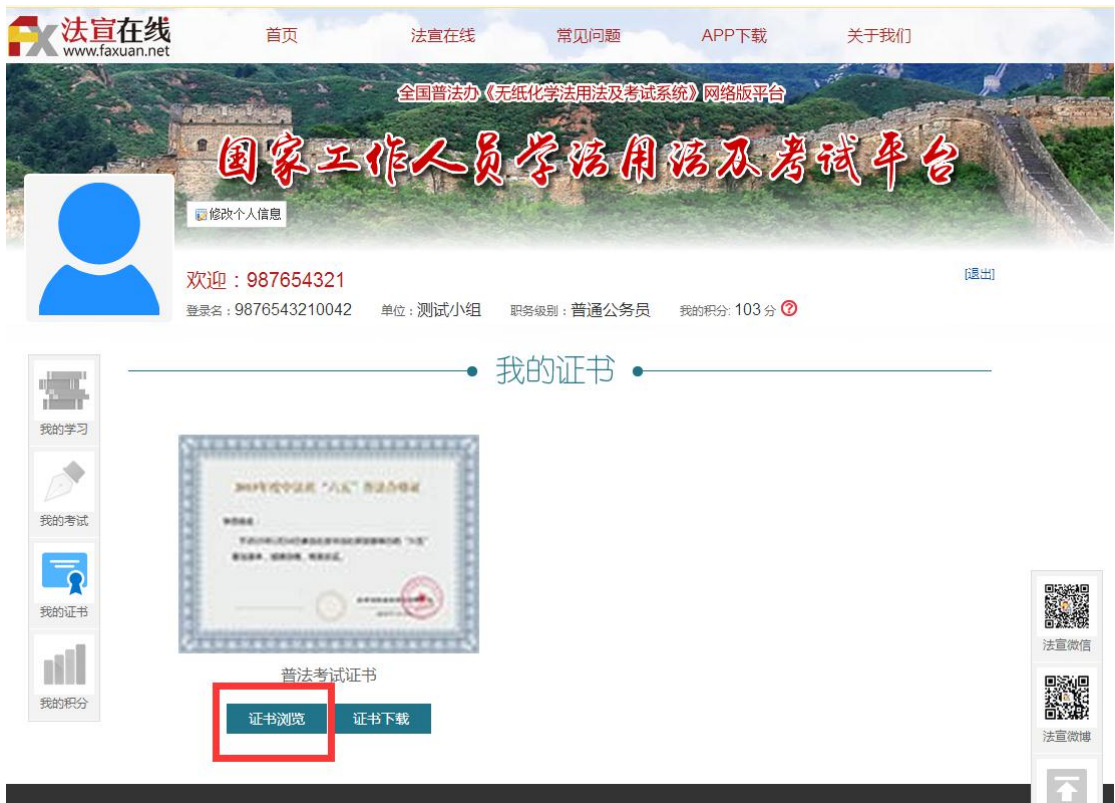 法宣在线
www.faxuan.net
首页
法宣在线
常见问题
APP下载
关于我们
全国普法办《无纸化学法用法及考试系统》网络版平台
国家工作人员学法用法及考试平台
修改个人信息
欢迎：987654321
[退出]
登录名：9876543210042 单位：测试小组 职务级别：普通公务员 我的积分: 103 分
我的证书
我的学习
我的考试
我的证书
我的积分
普法考试证书
证书浏览
证书下载
法宣微信
法宣微博